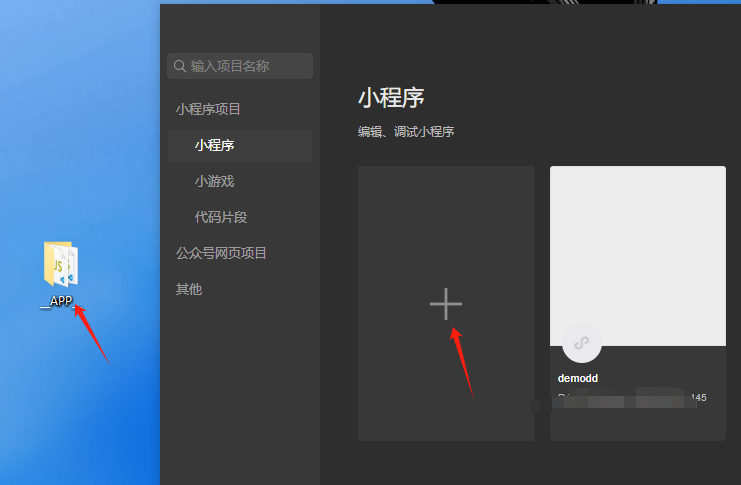 输入项目名称
小程序项目
小程序
小游戏
代码片段
公众号网页项目
其他
JS
__APP__
小程序
编辑、调试小程序
demodd
145